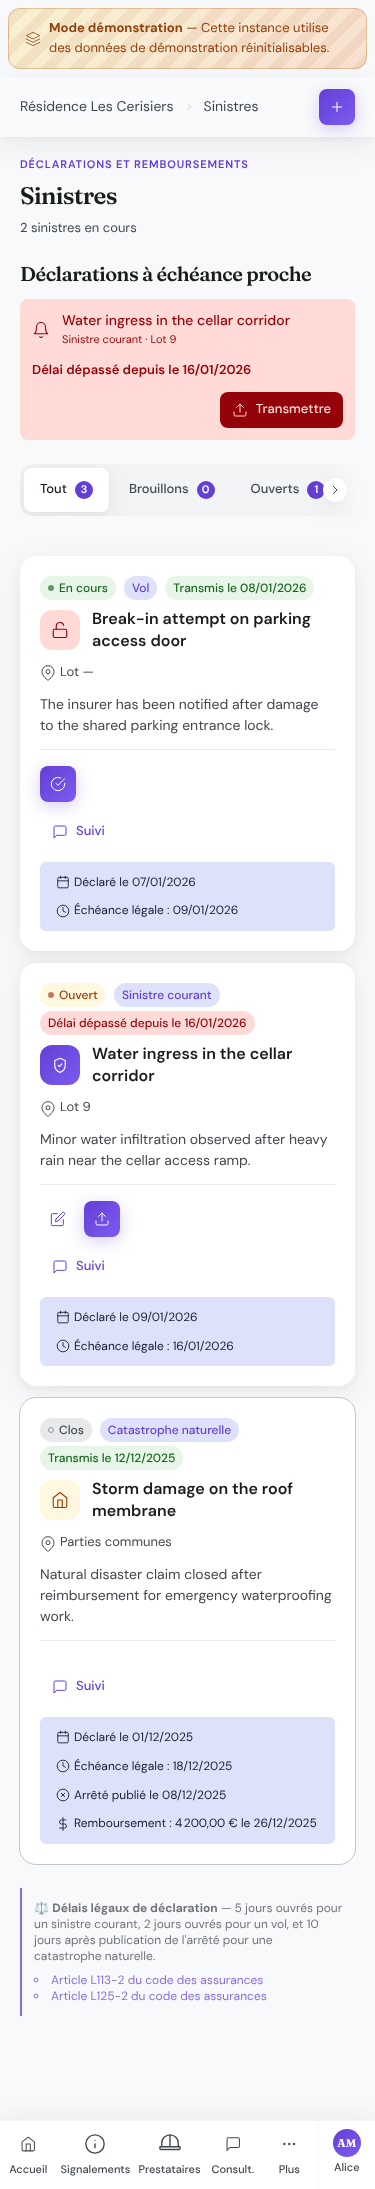 Mode démonstration — Cette instance utilise
des données de démonstration réinitialisables.
Résidence Les Cerisiers
Sinistres
DÉCLARATIONS ET REMBOURSEMENTS
Sinistres
2 sinistres en cours
Déclarations à échéance proche
Water ingress in the cellar corridor
Sinistre courant · Lot 9
Délai dépassé depuis le 16/01/2026
Transmettre
Tout 3
Brouillons 0
Ouverts 1
En cours
Vol
Transmis le 08/01/2026
Break-in attempt on parking
access door
Lot —
The insurer has been notified after damage
to the shared parking entrance lock.
Suivi
Déclaré le 07/01/2026
Échéance légale : 09/01/2026
Ouvert
Sinistre courant
Délai dépassé depuis le 16/01/2026
Water ingress in the cellar
corridor
Lot 9
Minor water infiltration observed after heavy
rain near the cellar access ramp.
Suivi
Déclaré le 09/01/2026
Échéance légale : 16/01/2026
Clos
Catastrophe naturelle
Transmis le 12/12/2025
Storm damage on the roof
membrane
Parties communes
Natural disaster claim closed after
reimbursement for emergency waterproofing
work.
Suivi
Déclaré le 01/12/2025
Échéance légale : 18/12/2025
Arrêté publié le 08/12/2025
Remboursement : 4 200,00 € le 26/12/2025
⚖️ Délais légaux de déclaration — 5 jours ouvrés pour
un sinistre courant, 2 jours ouvrés pour un vol, et 10
jours après publication de l'arrêté pour une
catastrophe naturelle.
Article L113-2 du code des assurances
Article L125-2 du code des assurances
Accueil
Signalements
Prestataires
Consult.
Plus
AM
Alice